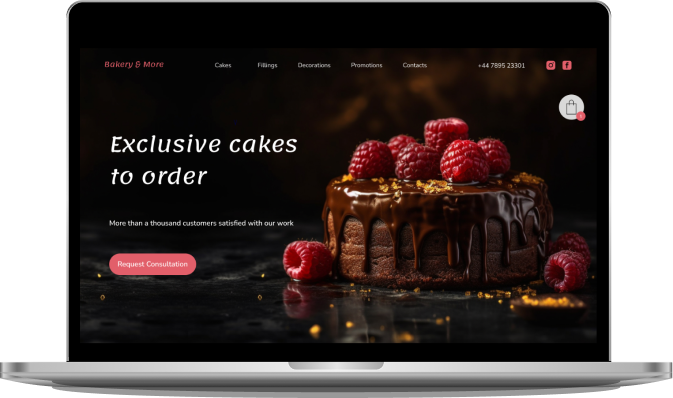 Bakery & More
Cakes
Fillings
Decorations
Promotions
Contacts
+44 7895 23301
Exclusive cakes
to order
More than a thousand customers satisfied with our work
Request Consultation